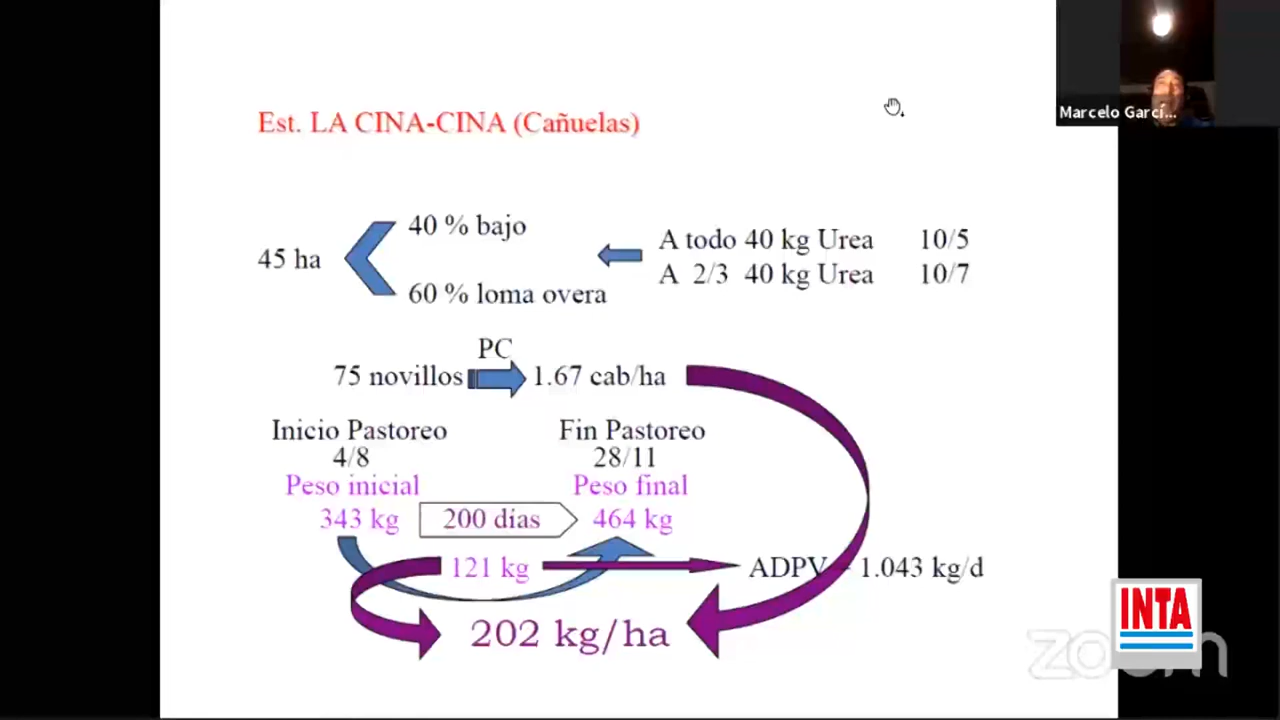 Marcelo Garcí...
Est. LA CINA-CINA (Cañuelas)
40 % bajo
45 ha
60 % loma overa
A todo 40 kg Urea 10/5
A 2/3 40 kg Urea 10/7
PC
75 novillos 1.67 cab/ha
Inicio Pastoreo Fin Pastoreo
4/8 28/11
Peso inicial Peso final
343 kg 200 días 464 kg
121 kg ADPV 1.043 kg/d
202 kg/ha
INTA
zoom